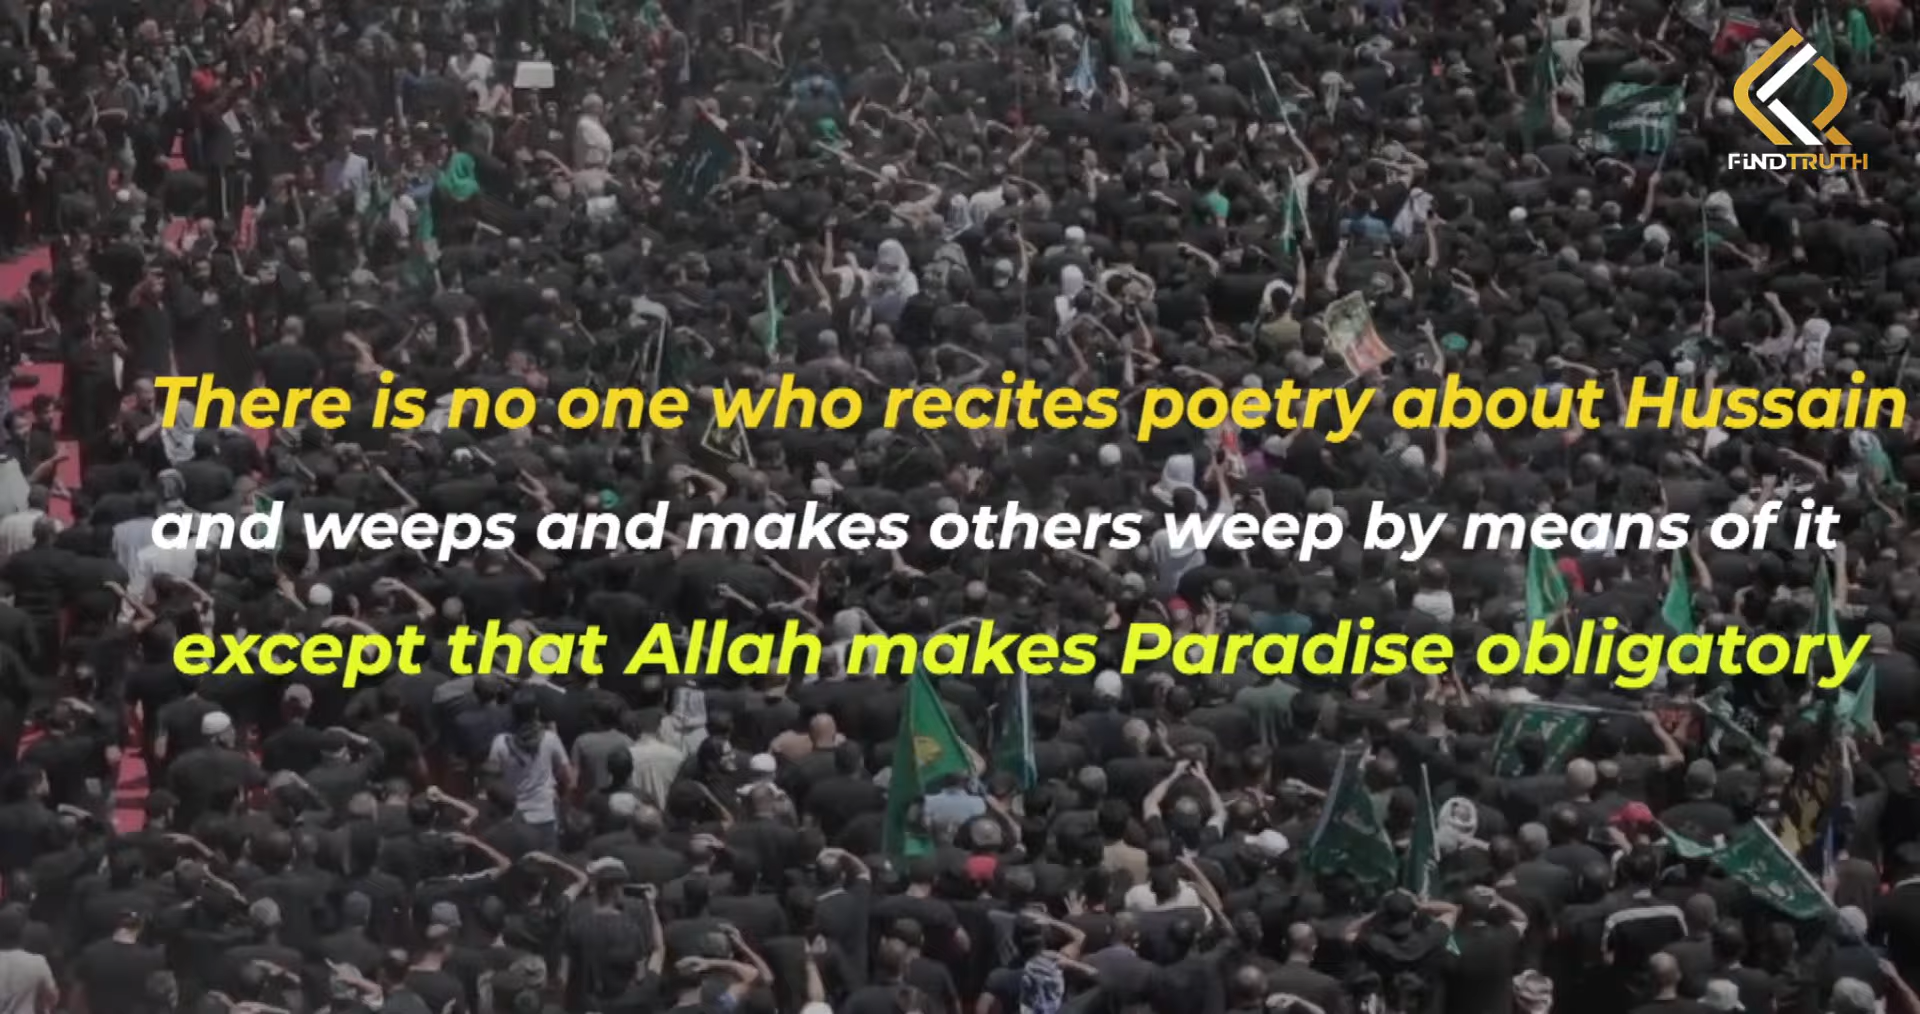 FiNDTRUTH
There is no one who recites poetry about Hussain
and weeps and makes others weep by means of it
except that Allah makes Paradise obligatory